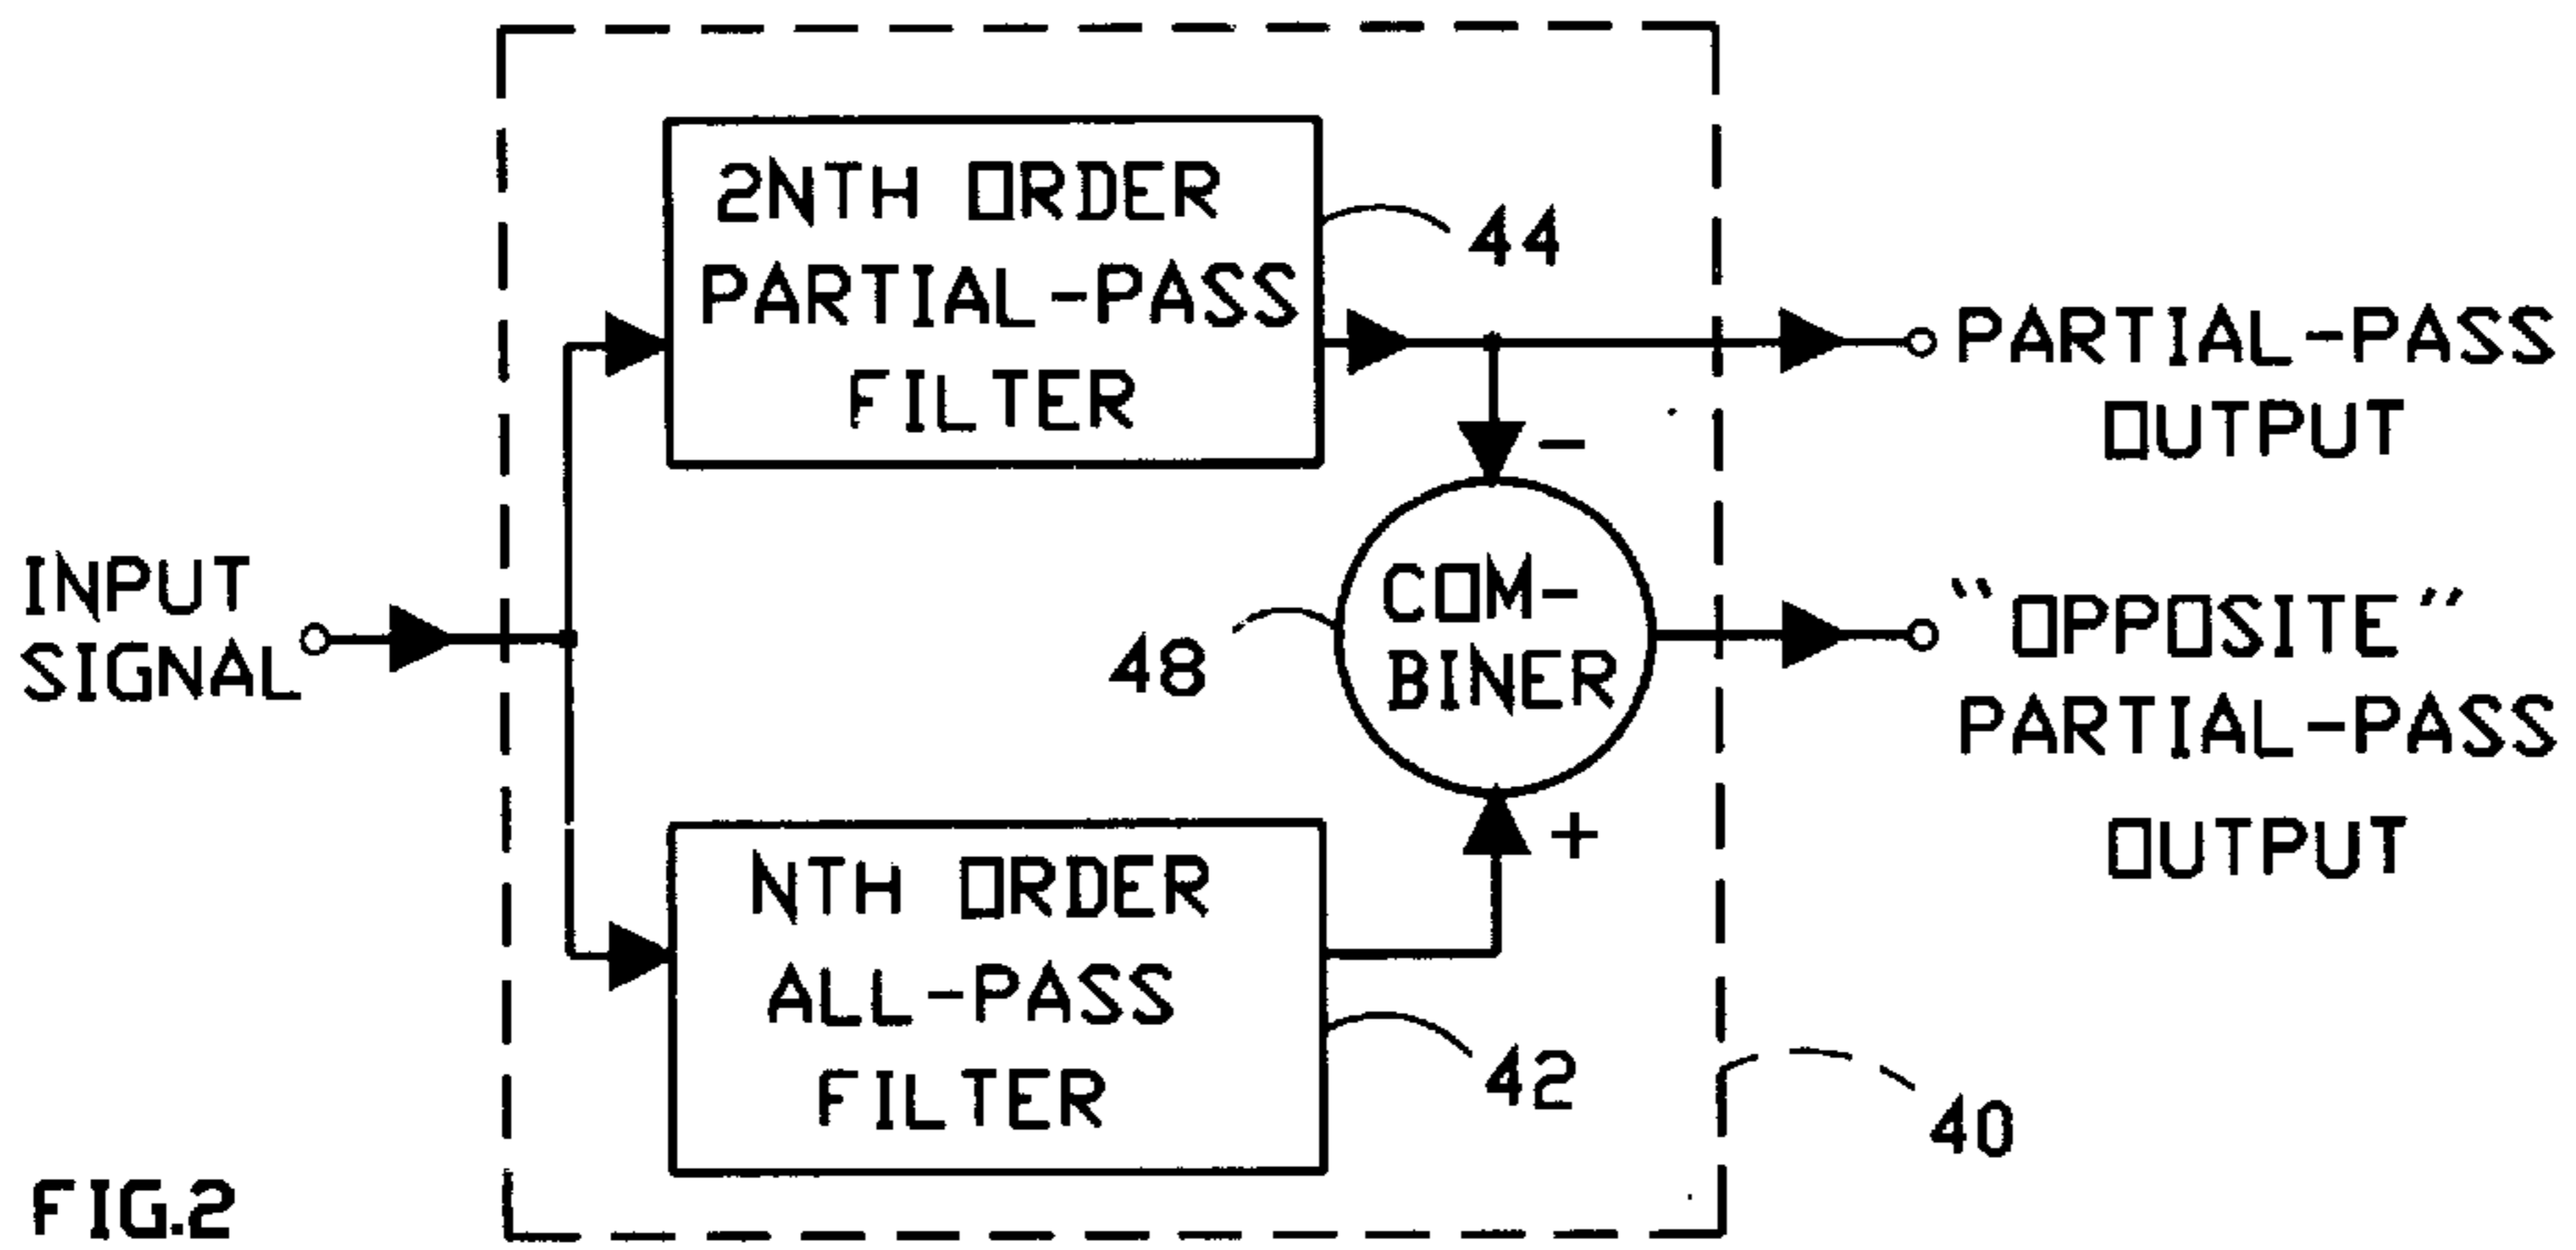 2NTH ORDER
PARTIAL-PASS
FILTER
44
PARTIAL-PASS
OUTPUT
-
INPUT
SIGNAL
COM-
BINER
48
"OPPOSITE"
PARTIAL-PASS
OUTPUT
+
NTH ORDER
ALL-PASS
FILTER
42
40
FIG.2